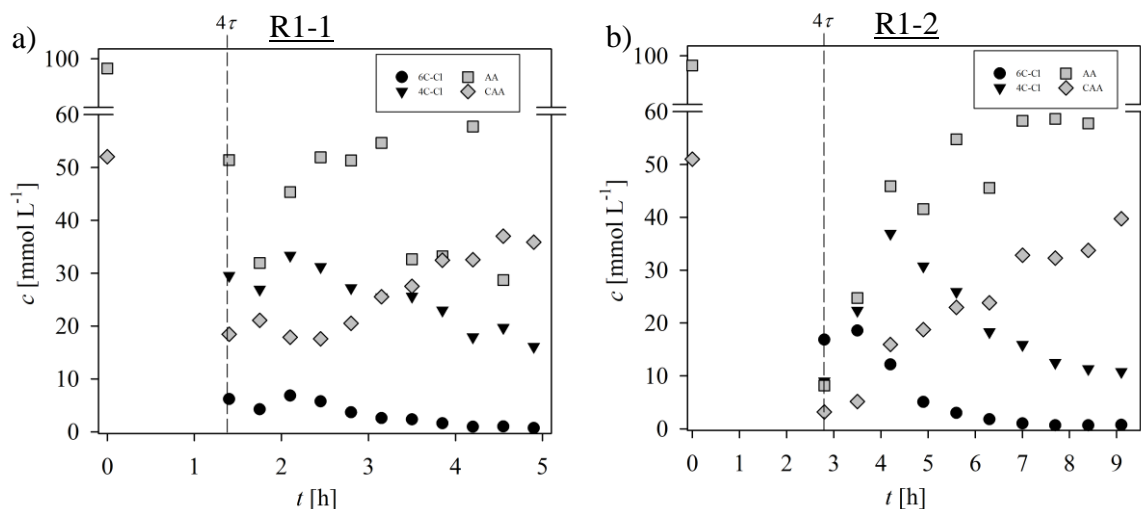 a)
4τ
R1-1
100
60
50
40
30
20
10
0
c [mmol L⁻¹]
6C-Cl
AA
4C-Cl
CAA
0 1 2 3 4 5
t [h]
b)
4τ
R1-2
100
60
50
40
30
20
10
0
c [mmol L⁻¹]
6C-Cl
AA
4C-Cl
CAA
0 1 2 3 4 5 6 7 8 9
t [h]